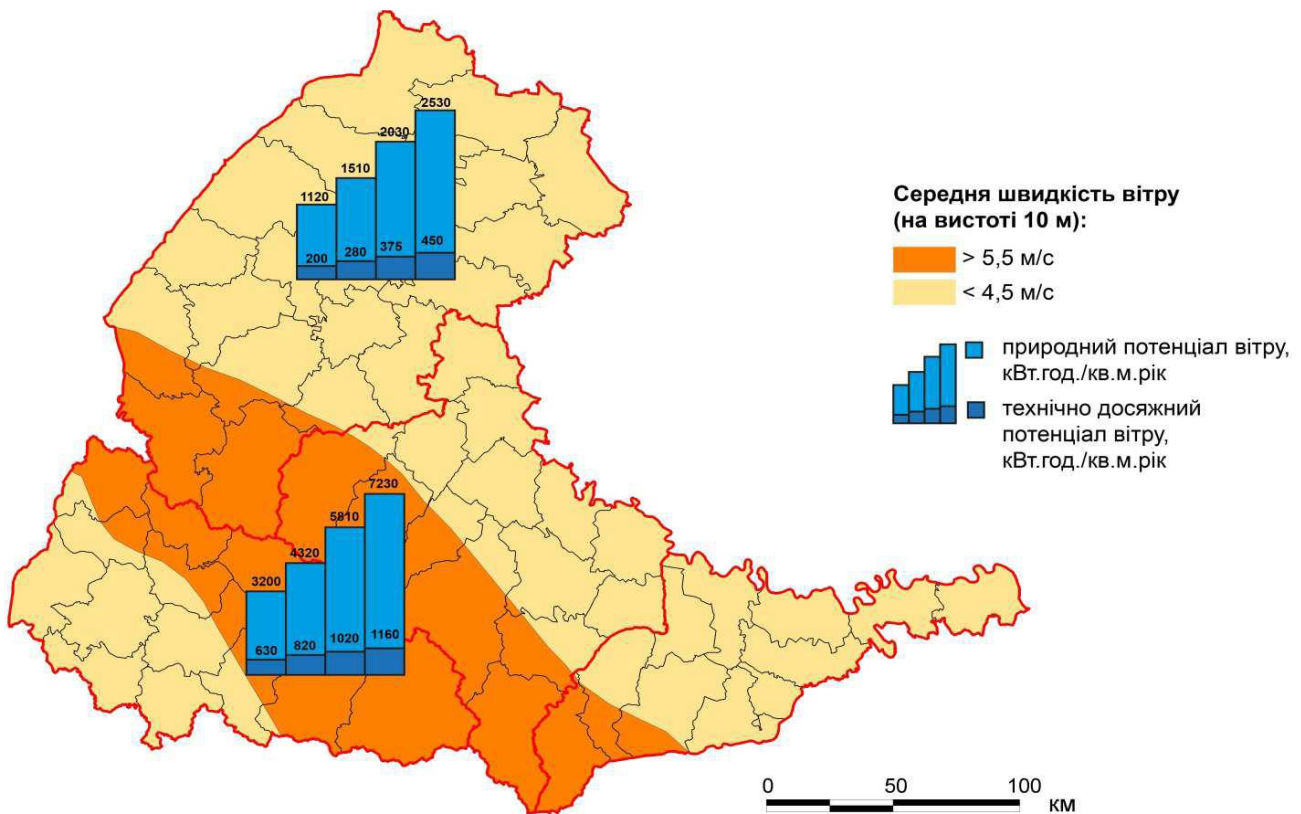 2530
2030
1510
1120
200
280
375
450
Середня швидкість вітру
(на вистоті 10 м):
> 5,5 м/с
< 4,5 м/с
природний потенціал вітру,
кВт.год./кв.м.рік
технічно досяжний
потенціал вітру,
кВт.год./кв.м.рік
7230
5810
4320
3200
630
820
1020
1160
0 50 100
км